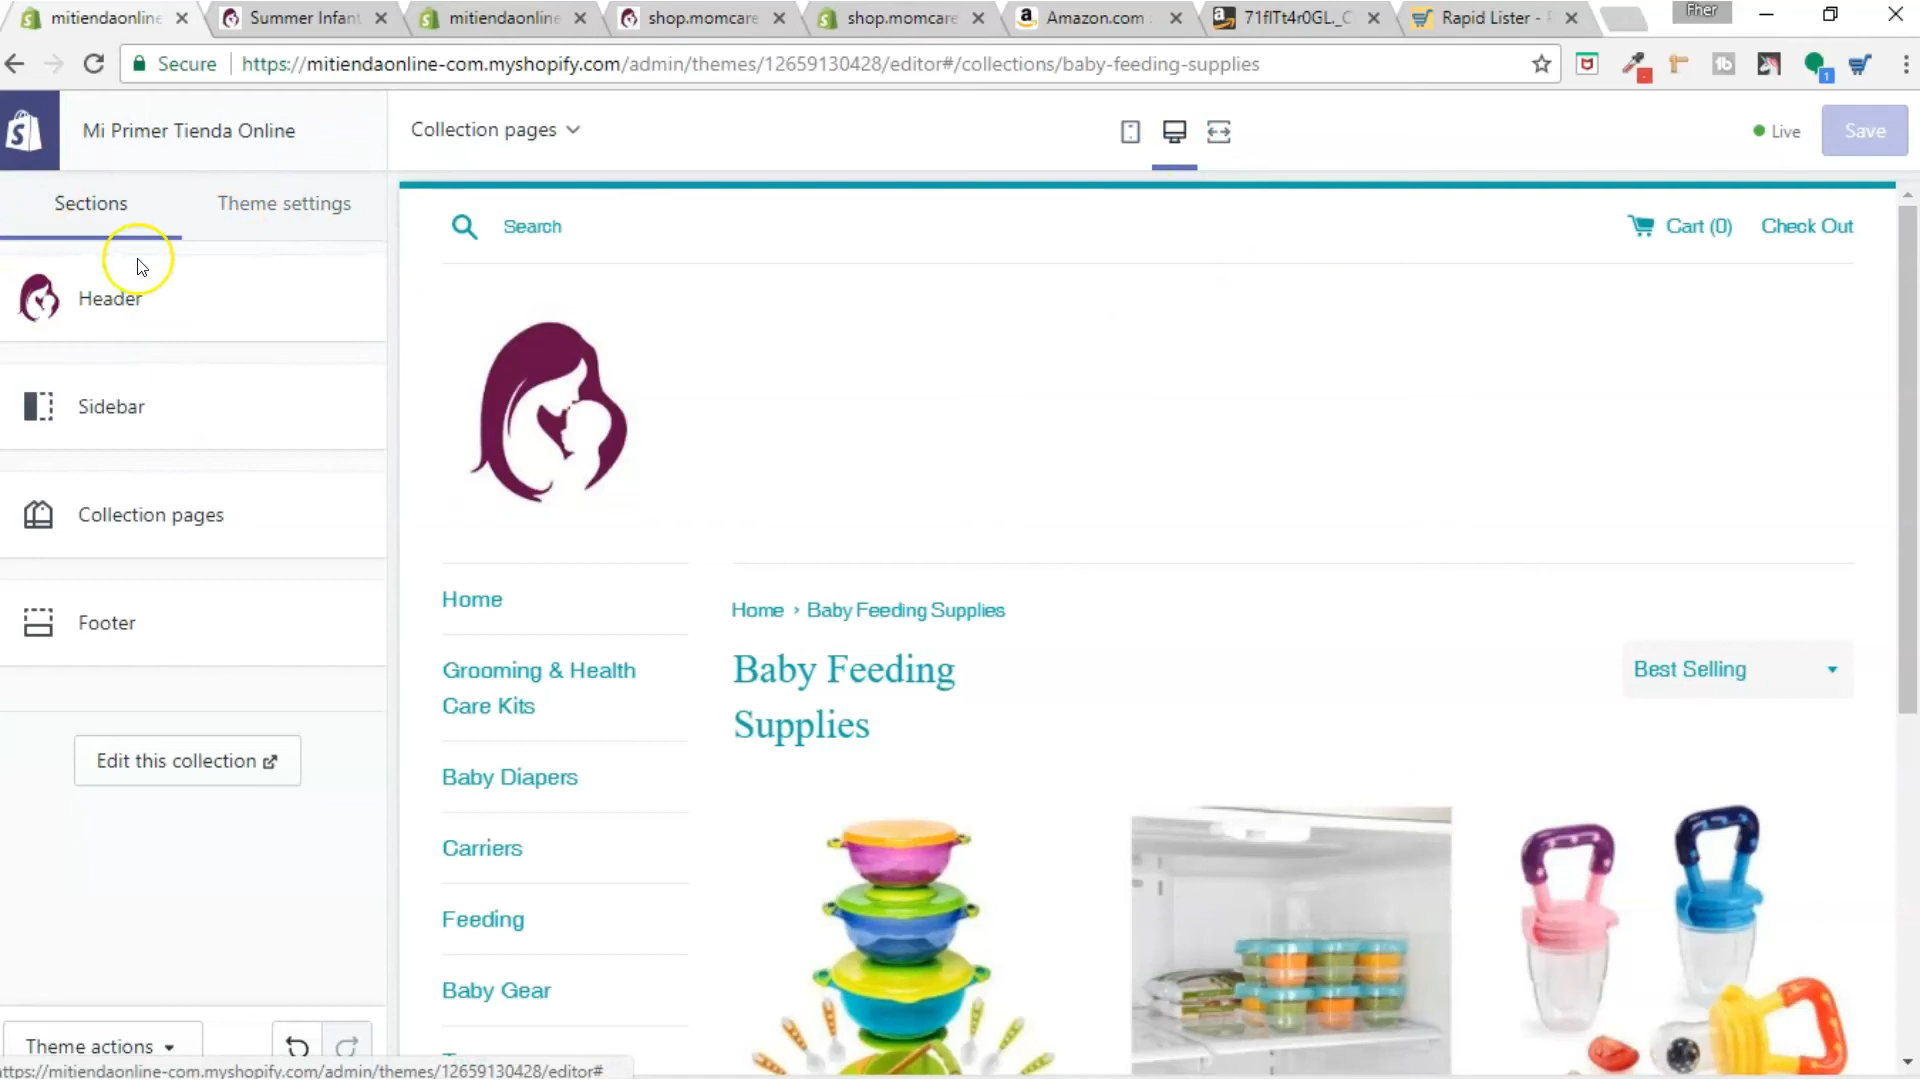 mitiendaonline
Summer Infant
mitiendaonline
shop.momcare
shop.momcare
Amazon.com
71fITt4r0GL._C
Rapid Lister -
Fher
Secure
https://mitiendaonline-com.myshopify.com/admin/themes/12659130428/editor#/collections/baby-feeding-supplies
Mi Primer Tienda Online
Collection pages
Live
Save
Sections
Theme settings
Search
Cart (0)
Check Out
Header
Sidebar
Collection pages
Footer
Edit this collection
Home
Grooming & Health
Care Kits
Baby Diapers
Carriers
Feeding
Baby Gear
Home › Baby Feeding Supplies
Baby Feeding
Supplies
Best Selling
Theme actions
https://mitiendaonline-com.myshopify.com/admin/themes/12659130428/editor#